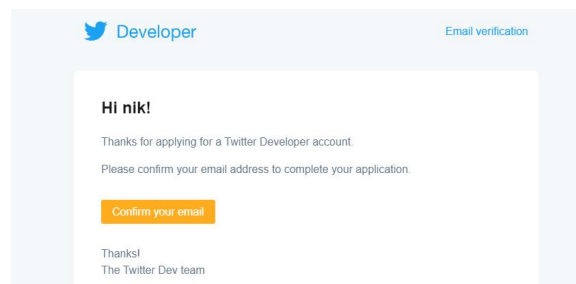 Developer
Email verification
Hi nik!
Thanks for applying for a Twitter Developer account.
Please confirm your email address to complete your application.
Confirm your email
Thanks!
The Twitter Dev team